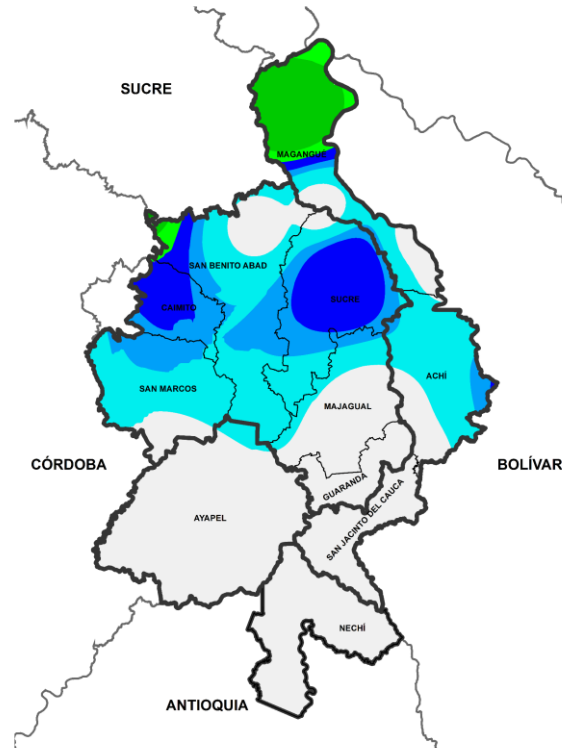 SUCRE
MAGANGUE
SAN BENITO ABAD
CAIMITO
SUCRE
SAN MARCOS
ACHÍ
MAJAGUAL
CÓRDOBA
BOLÍVAR
GUARANDA
AYAPEL
SAN JACINTO DEL CAUCA
NECHÍ
ANTIOQUIA